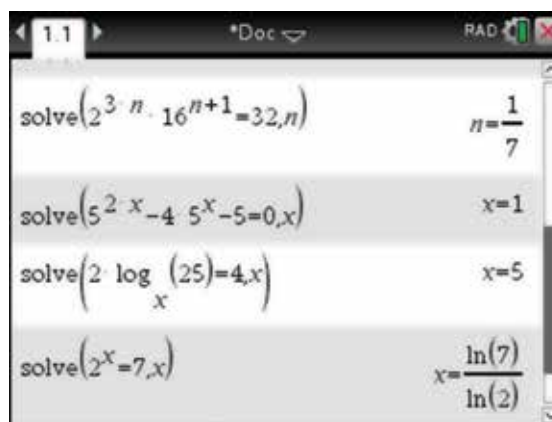 1.1 *Doc RAD
solve(2^(3·n)·16^(n+1)=32,n) n=1/7
solve(5^(2·x)-4·5^x-5=0,x) x=1
solve(2·log_x(25)=4,x) x=5
solve(2^x=7,x) x=ln(7)/ln(2)